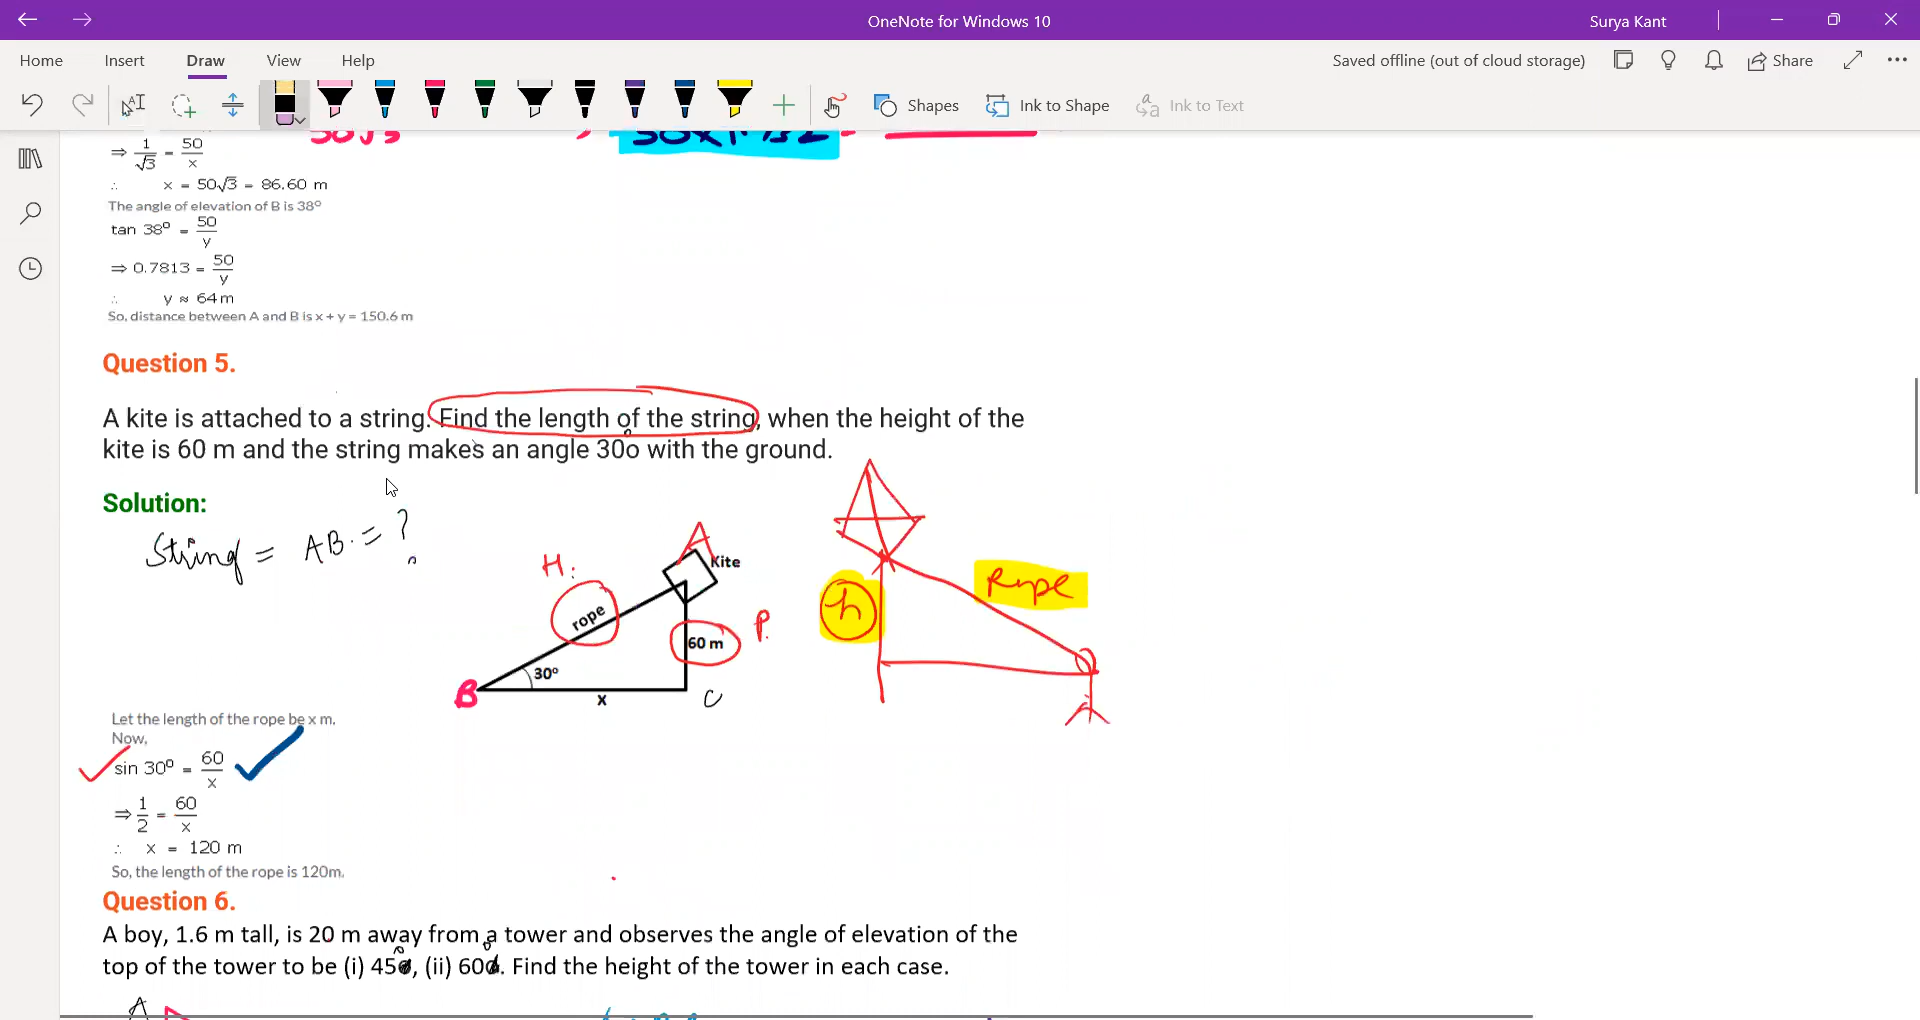 OneNote for Windows 10
Surya Kant
Home Insert Draw View Help
Saved offline (out of cloud storage)
Share
Shapes
Ink to Shape
Ink to Text
⇒ 1/√3 = 50/x
∴ x = 50√3 = 86.60 m
The angle of elevation of B is 38⁰
tan 38⁰ = 50/y
⇒ 0.7813 = 50/y
∴ y ≈ 64 m
So, distance between A and B is x + y = 150.6 m
Question 5.
A kite is attached to a string. Find the length of the string, when the height of the
kite is 60 m and the string makes an angle 30o with the ground.
Solution:
String = AB. = ?
H.
A
Kite
rope
60 m
P.
30⁰
B
x
C
h
Rope
Let the length of the rope be x m.
Now,
sin 30⁰ = 60/x
⇒ 1/2 = 60/x
∴ x = 120 m
So, the length of the rope is 120m.
Question 6.
A boy, 1.6 m tall, is 20 m away from a tower and observes the angle of elevation of the
top of the tower to be (i) 45o, (ii) 60o. Find the height of the tower in each case.
A